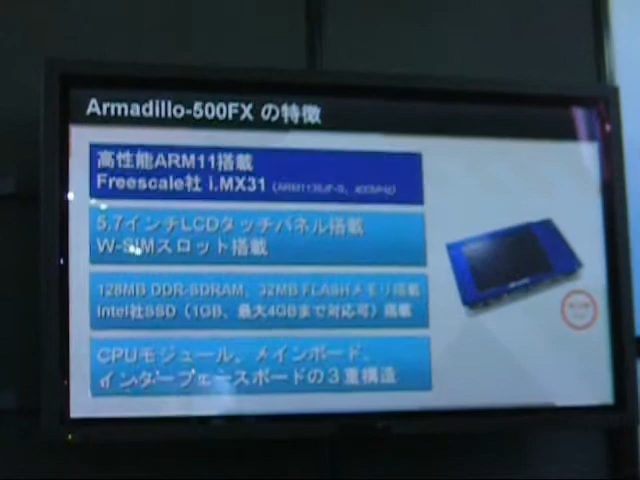 Armadillo-500FX の特徴
高性能ARM11搭載
Freescale社 i.MX31
5.7インチLCDタッチパネル搭載
W-SIMスロット搭載
128MB DDR-SDRAM、32MB FLASHメモリ搭載
Intel社SSD（1GB、最大4GBまで対応可）搭載
CPUモジュール、メインボード、
インターフェースボードの３重構造